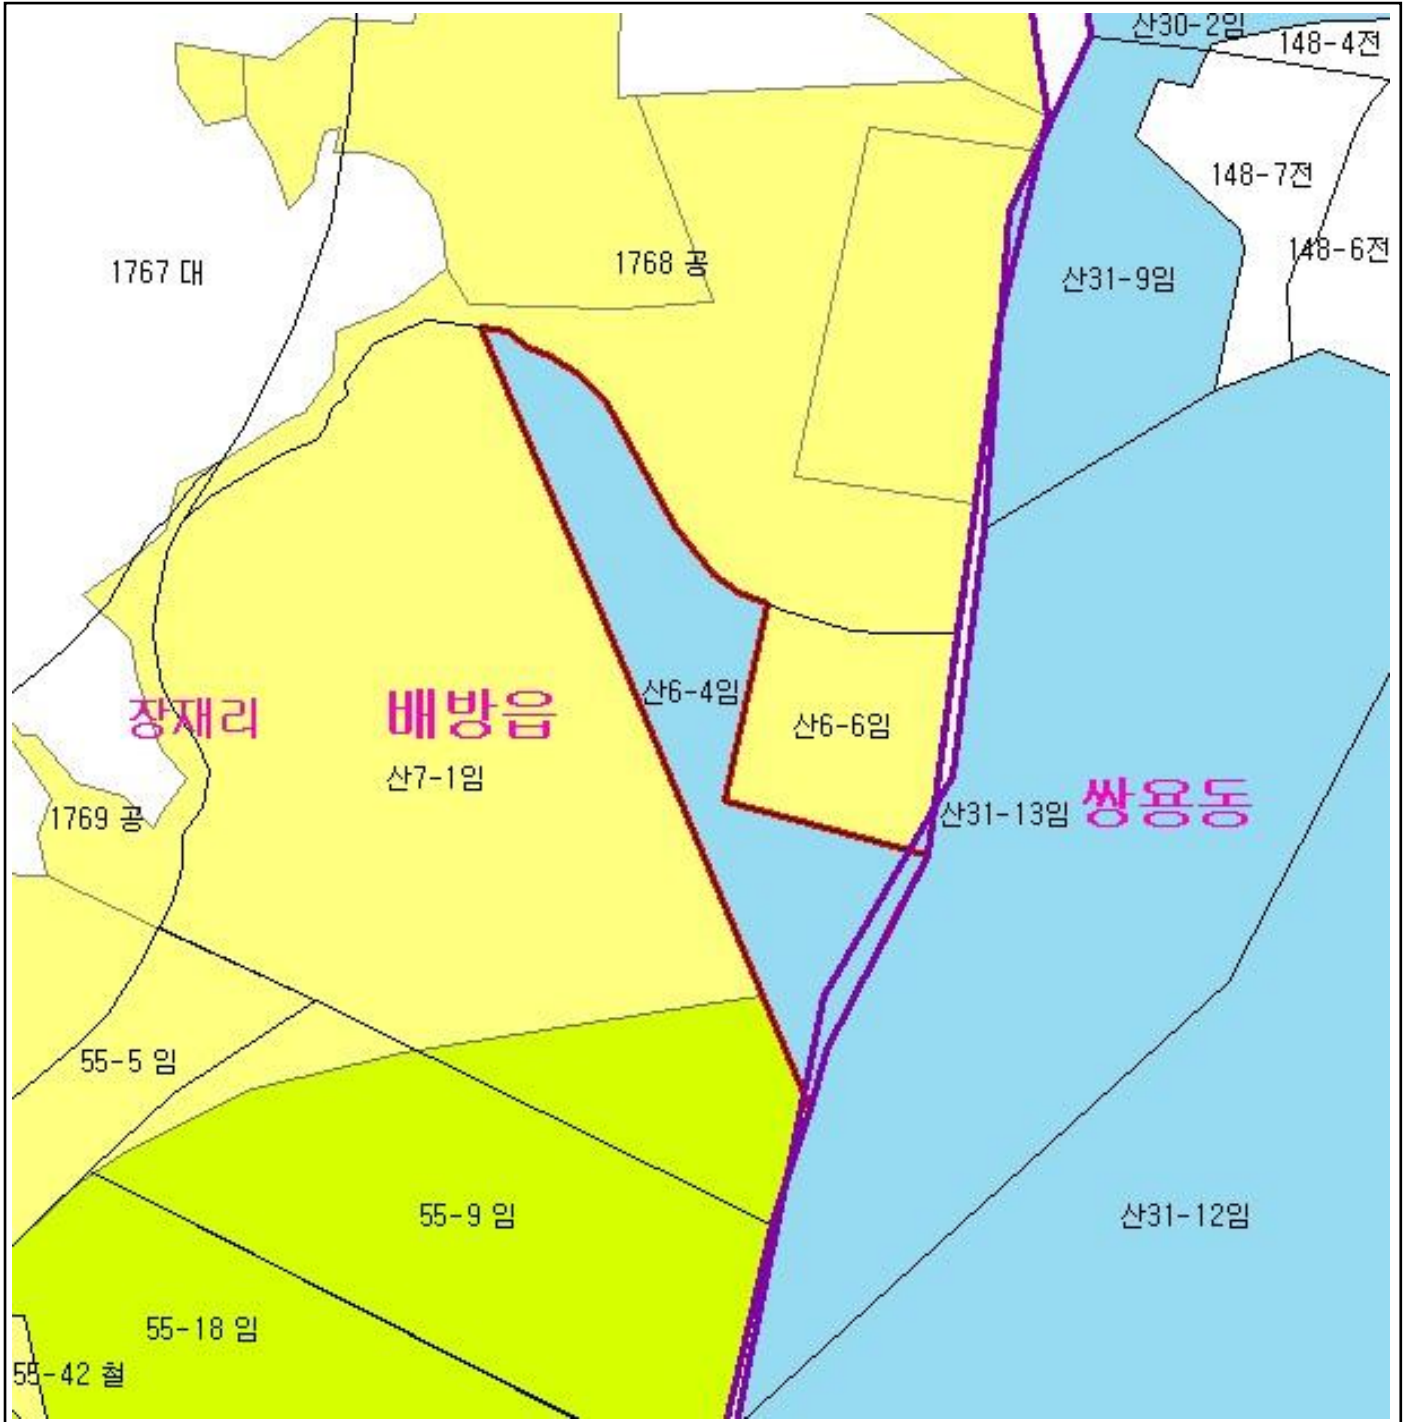 산30-2임
148-4전
148-7전
148-6전
1767 대
1768 공
산31-9임
산6-4임
장재리
배방읍
산6-6임
산7-1임
1769 공
산31-13임
쌍용동
55-5 임
55-9 임
산31-12임
55-18 임
55-42 철